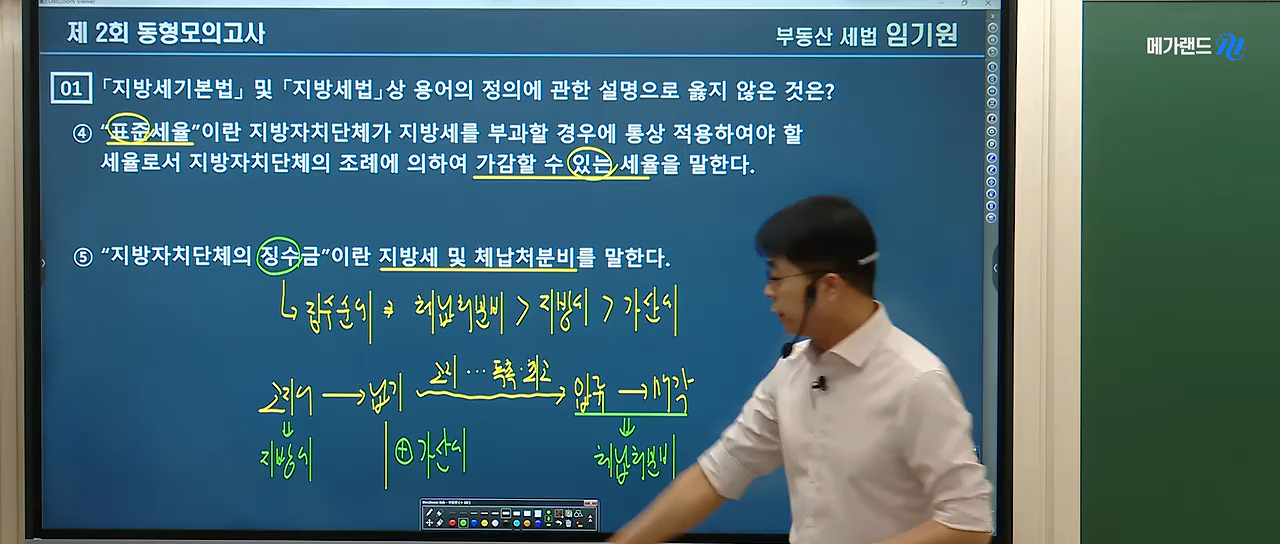 제 2회 동형모의고사
부동산 세법 임기원
메가랜드
01 「지방세기본법」 및 「지방세법」상 용어의 정의에 관한 설명으로 옳지 않은 것은?
④ “표준세율”이란 지방자치단체가 지방세를 부과할 경우에 통상 적용하여야 할
세율로서 지방자치단체의 조례에 의하여 가감할 수 있는 세율을 말한다.
⑤ “지방자치단체의 징수금”이란 지방세 및 체납처분비를 말한다.
징수순위 체납처분비 > 지방세 > 가산세
고지서 → 납기 고지 … 독촉·최고 → 압류 → 매각
지방세 ⊕ 가산세 체납처분비